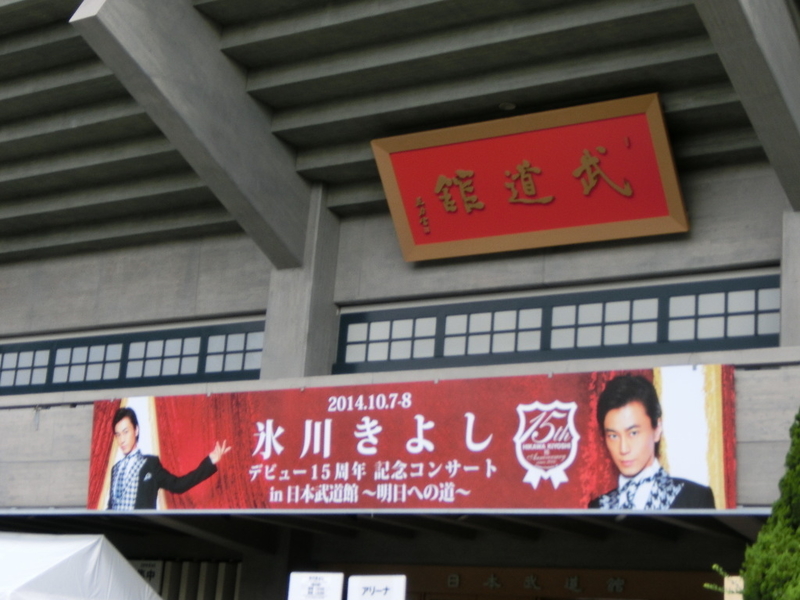 武道館
2014.10.7-8
氷川きよし
デビュー15周年 記念コンサート
in 日本武道館 ～明日への道～
15th
Anniversary
アリーナ
日本武道館